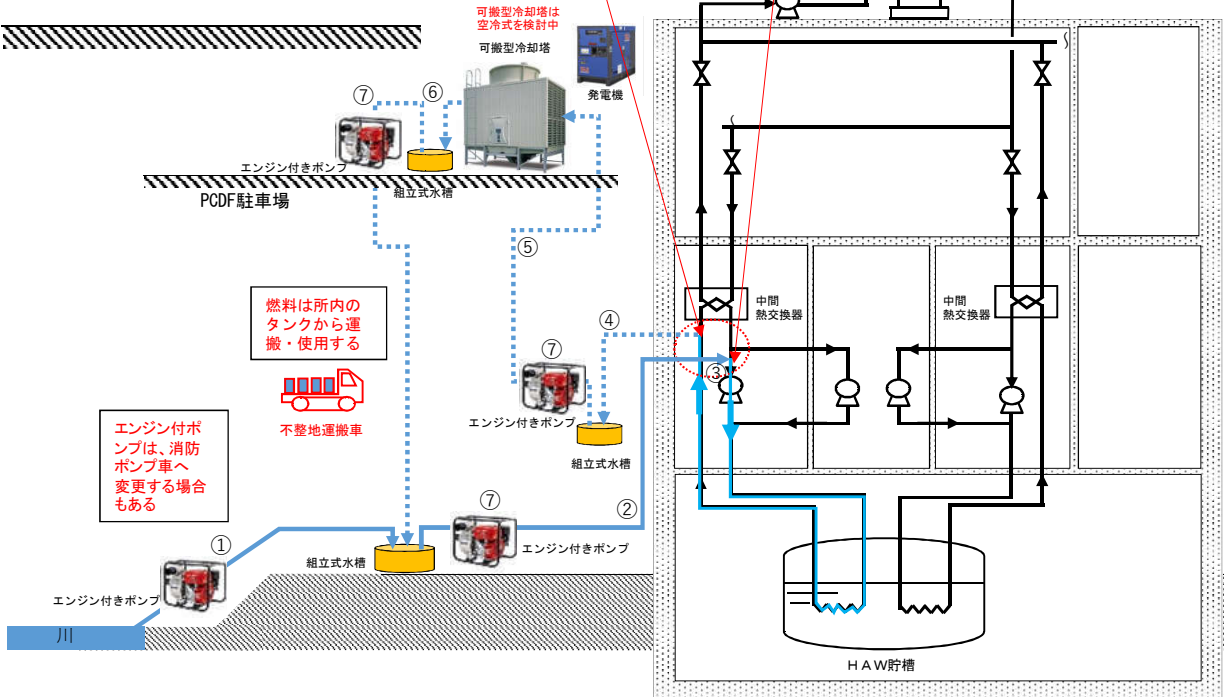 可搬型冷却塔は
空冷式を検討中
可搬型冷却塔
発電機
⑦
⑥
エンジン付きポンプ
組立式水槽
PCDF駐車場
⑤
燃料は所内の
タンクから運
搬・使用する
不整地運搬車
④
⑦
エンジン付きポンプ
組立式水槽
中間
熱交換器
中間
熱交換器
③
エンジン付ポ
ンプは、消防
ポンプ車へ
変更する場合
もある
①
⑦
②
組立式水槽
エンジン付きポンプ
エンジン付きポンプ
川
HAW貯槽